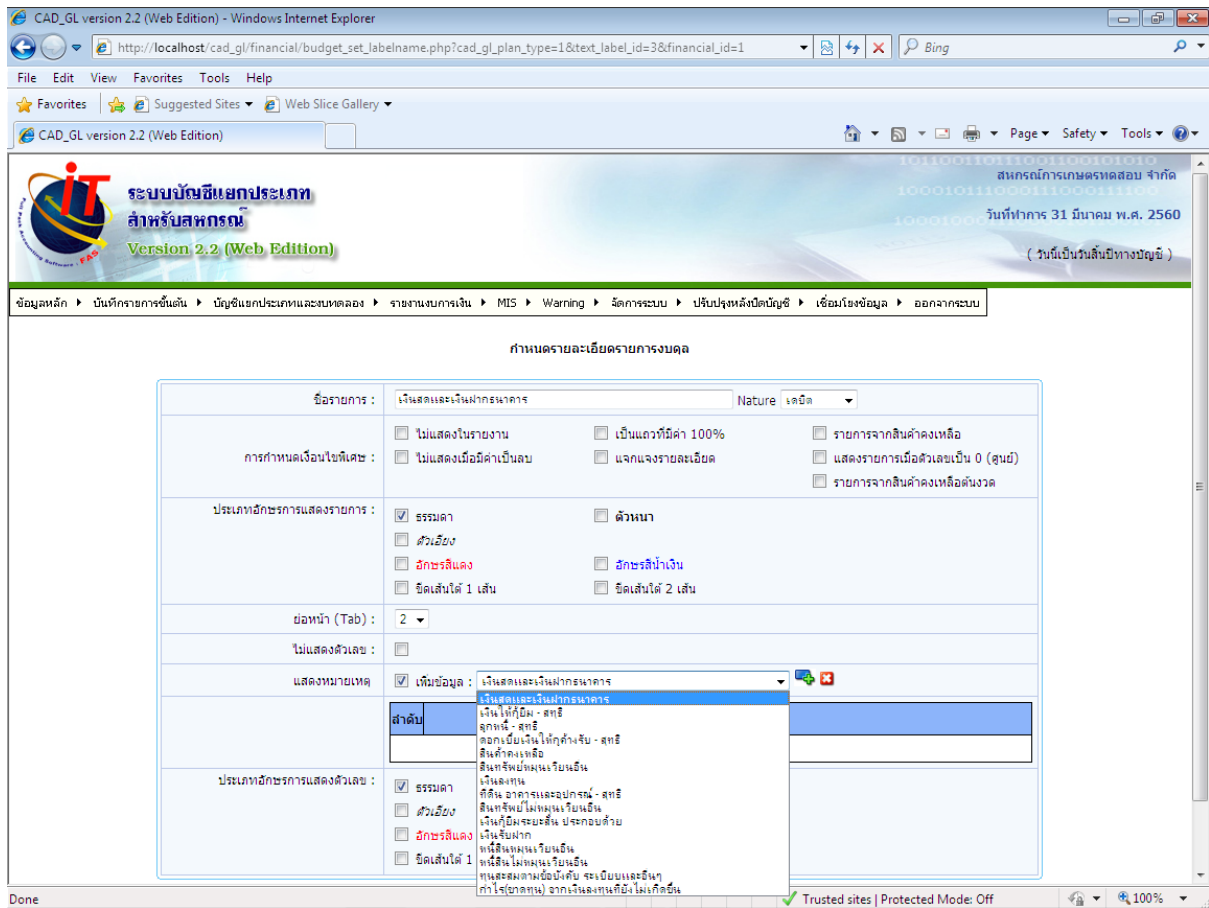 CAD_GL version 2.2 (Web Edition) - Windows Internet Explorer
http://localhost/cad_gl/financial/budget_set_labelname.php?cad_gl_plan_type=1&text_label_id=3&financial_id=1
Bing
File Edit View Favorites Tools Help
Favorites Suggested Sites Web Slice Gallery
CAD_GL version 2.2 (Web Edition) Page Safety Tools
iT
ระบบบัญชีแยกประเภท
สำหรับสหกรณ์
Version 2.2 (Web Edition)
สหกรณ์การเกษตรทดสอบ จำกัด
วันที่ทำการ 31 มีนาคม พ.ศ. 2560
( วันนี้เป็นวันสิ้นปีทางบัญชี )
ข้อมูลหลัก บันทึกรายการขั้นต้น บัญชีแยกประเภทและงบทดลอง รายงานงบการเงิน MIS Warning จัดการระบบ ปรับปรุงหลังปิดบัญชี เชื่อมโยงข้อมูล ออกจากระบบ
กำหนดรายละเอียดรายการงบดุล
ชื่อรายการ : เงินสดและเงินฝากธนาคาร Nature เดบิต
การกำหนดเงื่อนไขพิเศษ :
ไม่แสดงในรายงาน เป็นแถวที่มีค่า 100% รายการจากสินค้าคงเหลือ
ไม่แสดงเมื่อมีค่าเป็นลบ แจกแจงรายละเอียด แสดงรายการเมื่อตัวเลขเป็น 0 (ศูนย์)
รายการจากสินค้าคงเหลือต้นงวด
ประเภทอักษรการแสดงรายการ : ธรรมดา ตัวหนา
ตัวเอียง
อักษรสีแดง อักษรสีน้ำเงิน
ขีดเส้นใต้ 1 เส้น ขีดเส้นใต้ 2 เส้น
ย่อหน้า (Tab) : 2
ไม่แสดงตัวเลข :
แสดงหมายเหตุ เพิ่มข้อมูล : เงินสดและเงินฝากธนาคาร
ลำดับ
เงินสดและเงินฝากธนาคาร
เงินให้กู้ยืม - สุทธิ
ลูกหนี้ - สุทธิ
ดอกเบี้ยเงินให้กู้ค้างรับ - สุทธิ
สินค้าคงเหลือ
สินทรัพย์หมุนเวียนอื่น
เงินลงทุน
ที่ดิน อาคารและอุปกรณ์ - สุทธิ
สินทรัพย์ไม่หมุนเวียนอื่น
เงินกู้ยืมระยะสั้น ประกอบด้วย
เงินรับฝาก
หนี้สินหมุนเวียนอื่น
หนี้สินไม่หมุนเวียนอื่น
ทุนสะสมตามข้อบังคับ ระเบียบและอื่นๆ
กำไร(ขาดทุน) จากเงินลงทุนที่ยังไม่เกิดขึ้น
ประเภทอักษรการแสดงตัวเลข : ธรรมดา
ตัวเอียง
อักษรสีแดง
ขีดเส้นใต้ 1
Done Trusted sites | Protected Mode: Off 100%